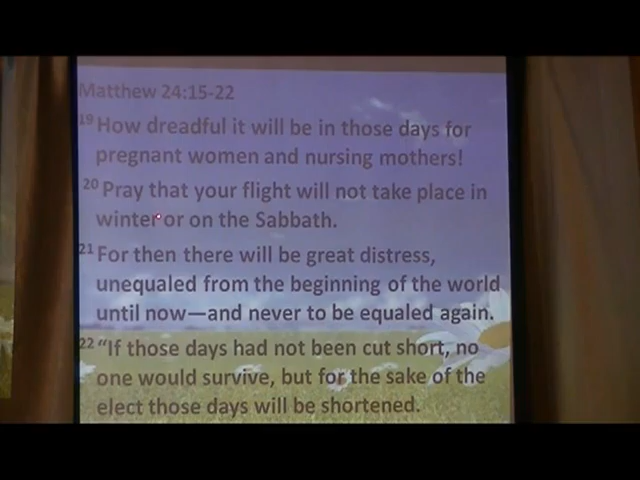 Matthew 24:15-22
19 How dreadful it will be in those days for
pregnant women and nursing mothers!
20 Pray that your flight will not take place in
winter or on the Sabbath.
21 For then there will be great distress,
unequaled from the beginning of the world
until now—and never to be equaled again.
22 “If those days had not been cut short, no
one would survive, but for the sake of the
elect those days will be shortened.